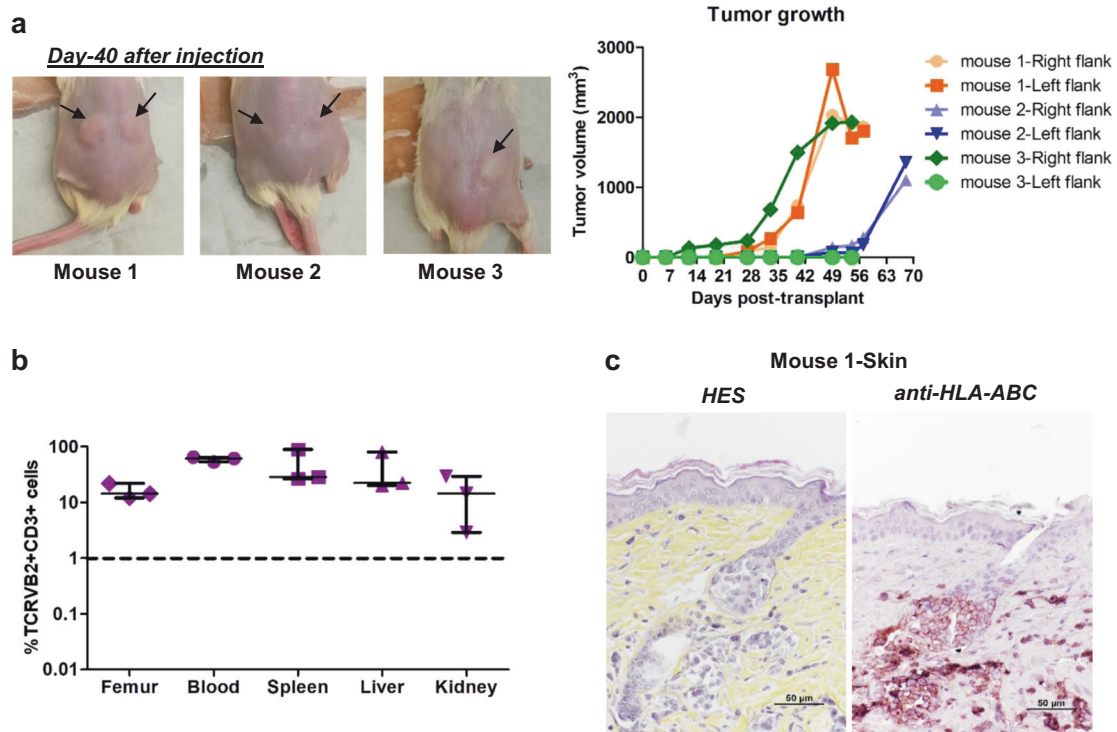 a
Day-40 after injection
Mouse 1
Mouse 2
Mouse 3
Tumor growth
Tumor volume (mm³)
3000
2000
1000
0
0 7 14 21 28 35 42 49 56 63 70
Days post-transplant
mouse 1-Right flank
mouse 1-Left flank
mouse 2-Right flank
mouse 2-Left flank
mouse 3-Right flank
mouse 3-Left flank
b
%TCRVB2+CD3+ cells
100
10
1
0.1
0.01
Femur Blood Spleen Liver Kidney
c
Mouse 1-Skin
HES
anti-HLA-ABC
50 µm
50 µm